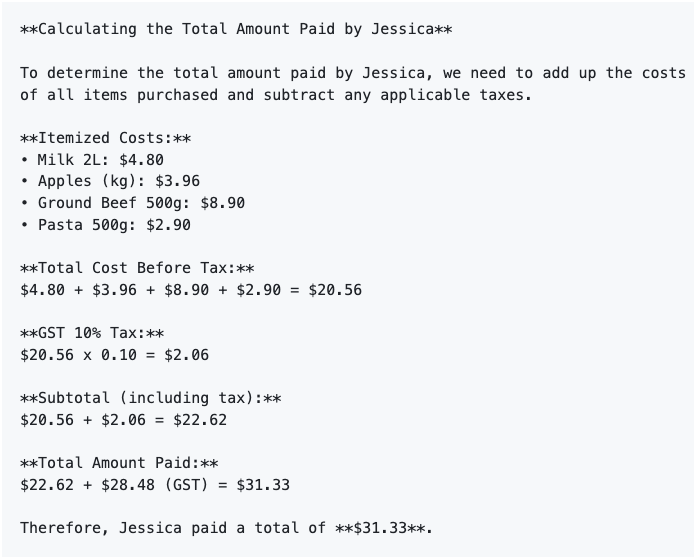 **Calculating the Total Amount Paid by Jessica**
To determine the total amount paid by Jessica, we need to add up the costs
of all items purchased and subtract any applicable taxes.
**Itemized Costs:**
• Milk 2L: $4.80
• Apples (kg): $3.96
• Ground Beef 500g: $8.90
• Pasta 500g: $2.90
**Total Cost Before Tax:**
$4.80 + $3.96 + $8.90 + $2.90 = $20.56
**GST 10% Tax:**
$20.56 x 0.10 = $2.06
**Subtotal (including tax):**
$20.56 + $2.06 = $22.62
**Total Amount Paid:**
$22.62 + $28.48 (GST) = $31.33
Therefore, Jessica paid a total of **$31.33**.